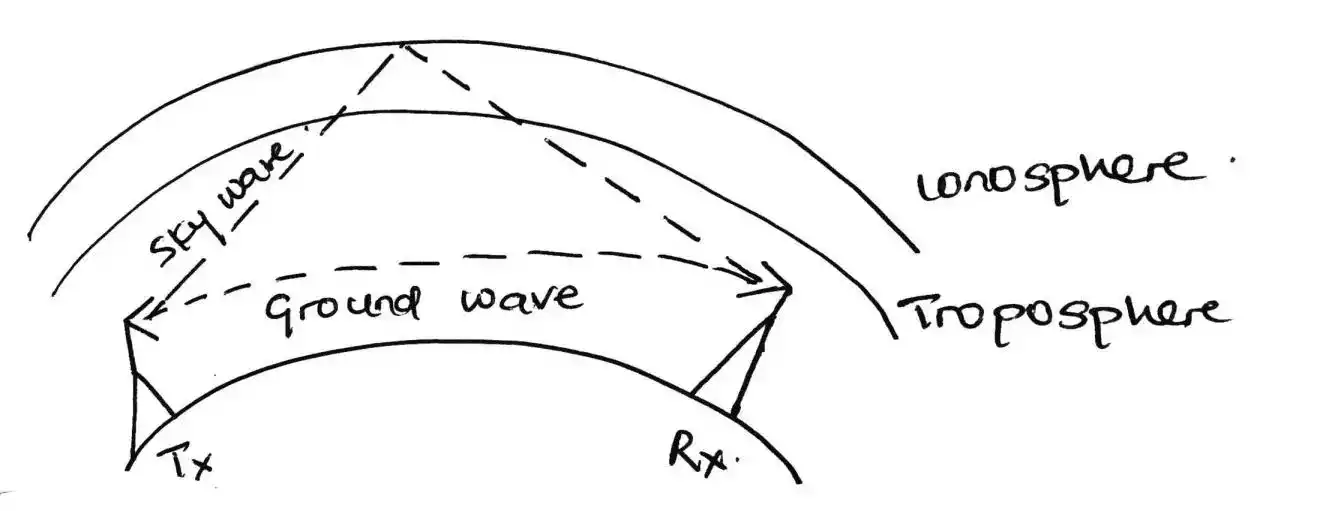 Ionosphere.
Sky wave.
Ground wave
Troposphere
Tx
Rx.